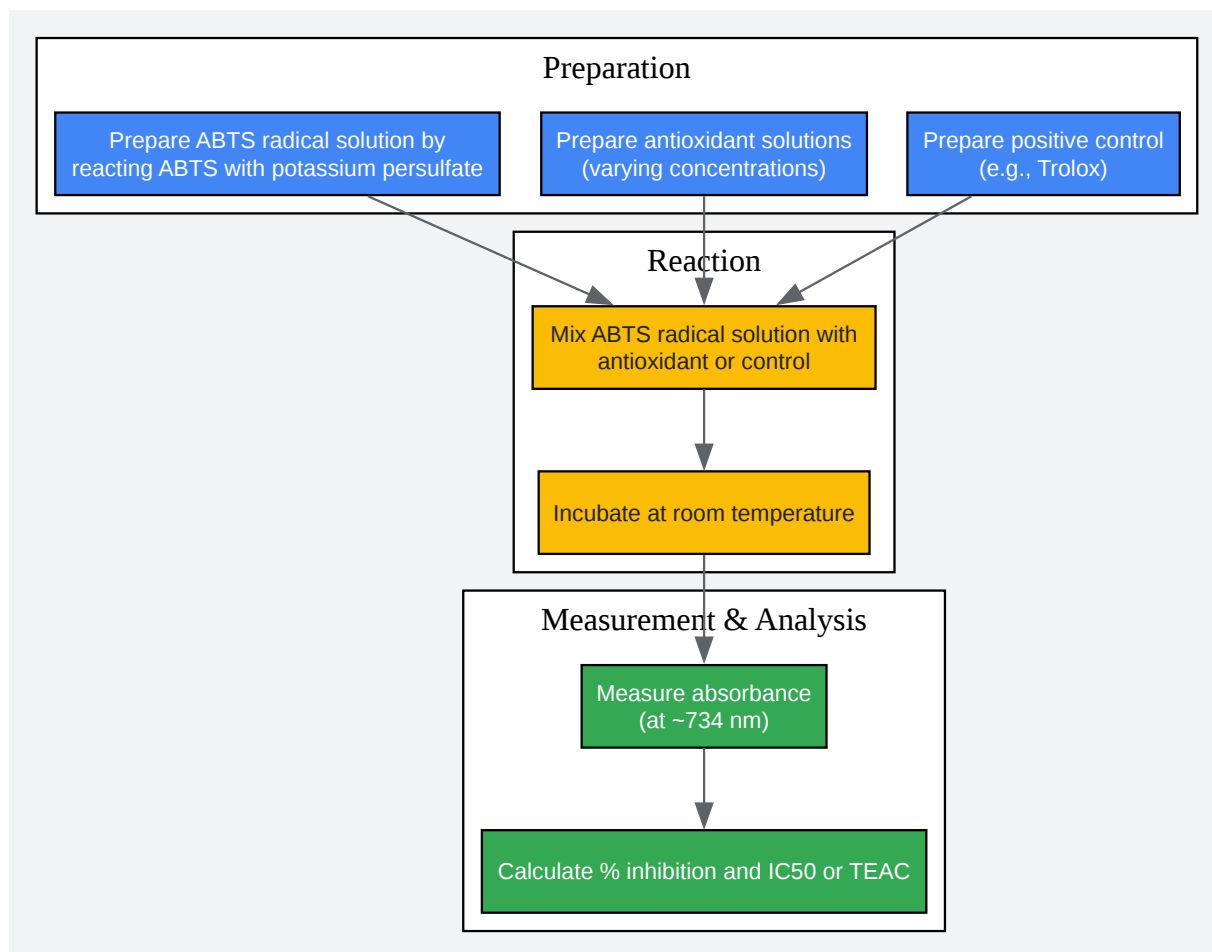 Preparation
Prepare ABTS radical solution by
reacting ABTS with potassium persulfate
Prepare antioxidant solutions
(varying concentrations)
Prepare positive control
(e.g., Trolox)
Reaction
Mix ABTS radical solution with
antioxidant or control
Incubate at room temperature
Measurement & Analysis
Measure absorbance
(at ~734 nm)
Calculate % inhibition and IC50 or TEAC